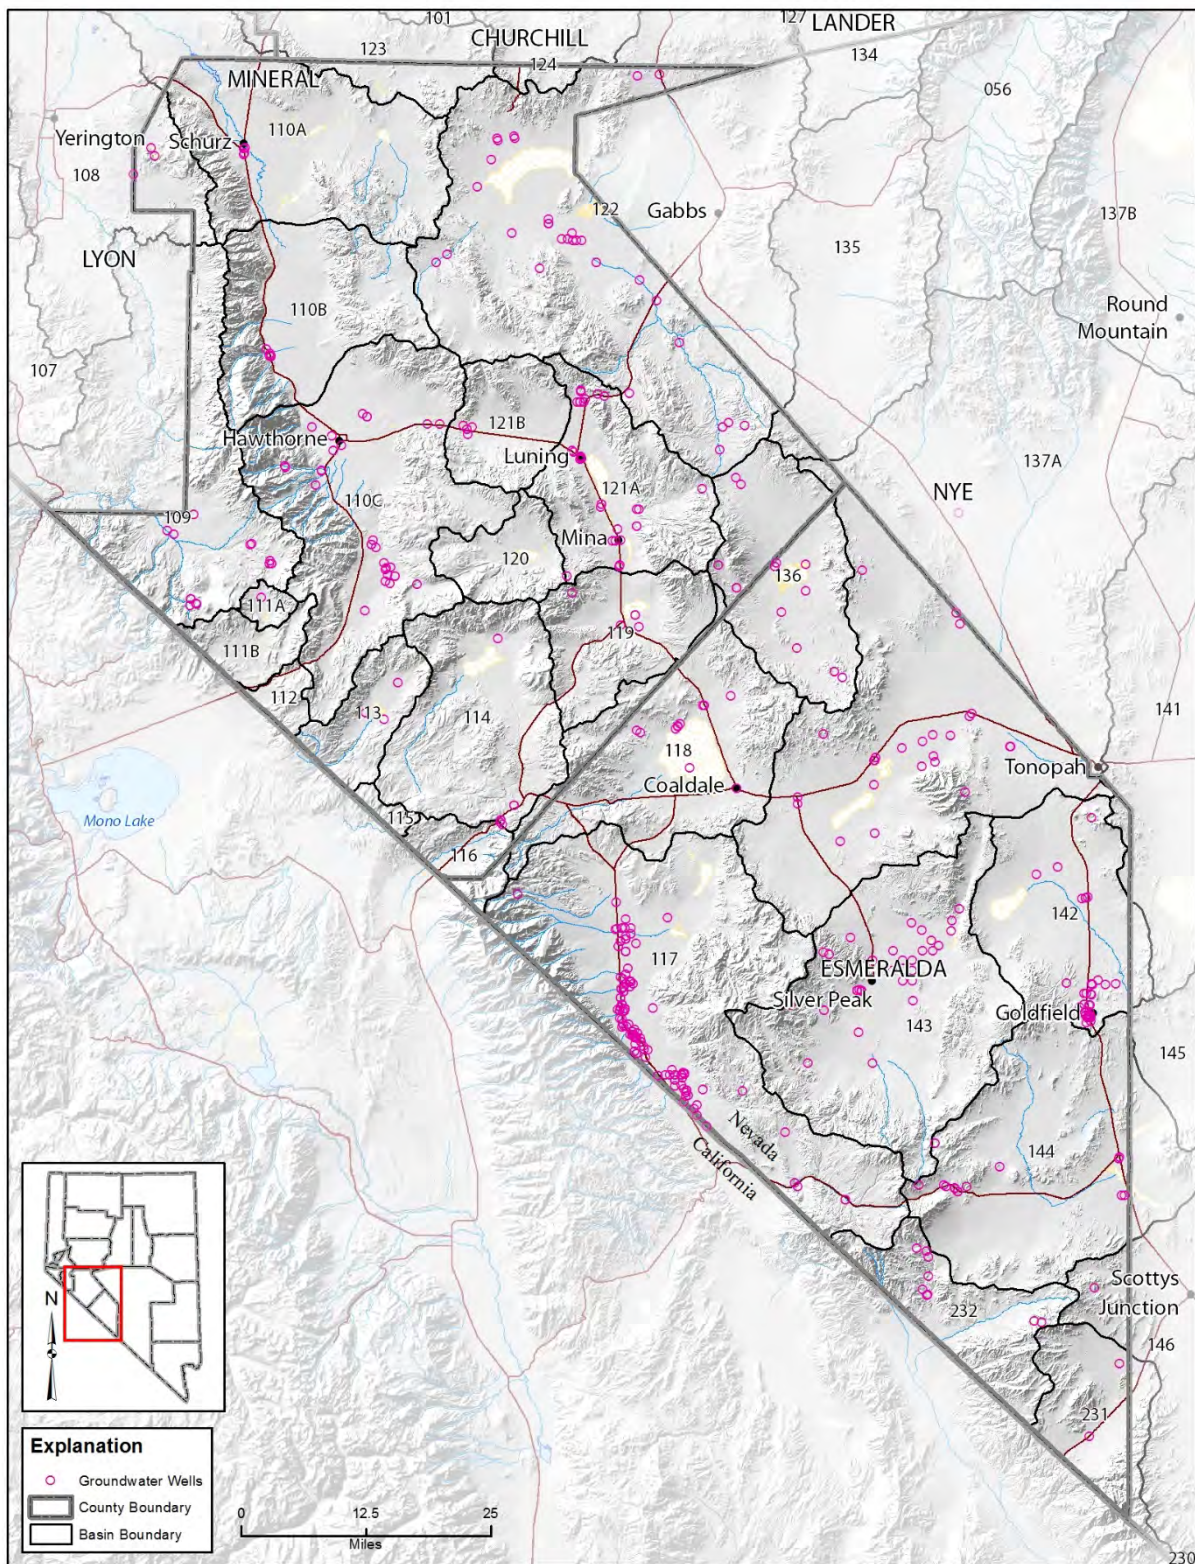 101
127
LANDER
CHURCHILL
134
123
124
MINERAL
056
110A
Yerington
Schurz
108
122
Gabbs
137B
135
LYON
110B
Round
Mountain
107
121B
Hawthorne
Luning
137A
121A
NYE
110C
109
Mina
120
136
111A
119
111B
112
113
114
141
118
Tonopah
Coaldale
Mono Lake
115
116
142
117
ESMERALDA
Silver Peak
Goldfield
143
145
Nevada
California
144
Scottys
Junction
232
146
231
230
N
Explanation
Groundwater Wells
County Boundary
Basin Boundary
0
12.5
25
Miles